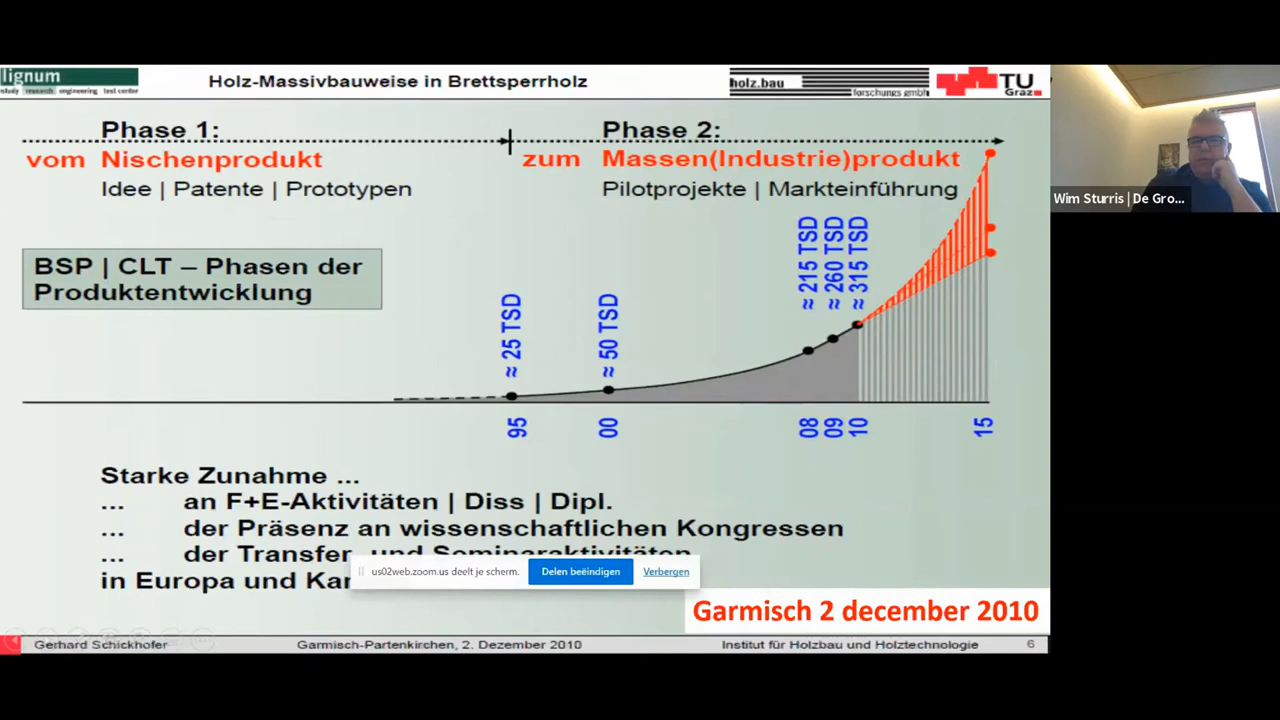 lignum
study research engineering test center
Holz-Massivbauweise in Brettsperrholz
holz.bau
forschungs gmbh
TU
Graz
Phase 1:
Phase 2:
vom Nischenprodukt
zum Massen(Industrie)produkt
Idee | Patente | Prototypen
Pilotprojekte | Markteinführung
Wim Sturris | De Gro...
BSP | CLT – Phasen der
Produktentwicklung
≈ 25 TSD
≈ 50 TSD
≈ 215 TSD
≈ 260 TSD
≈ 315 TSD
95
00
08
09
10
15
Starke Zunahme ...
... an F+E-Aktivitäten | Diss | Dipl.
... der Präsenz an wissenschaftlichen Kongressen
... der Transfer- und Seminaraktivitäten
in Europa und
us02web.zoom.us deelt je scherm.
Delen beëindigen
Verbergen
Garmisch 2 december 2010
Gerhard Schickhofer
Garmisch-Partenkirchen, 2. Dezember 2010
Institut für Holzbau und Holztechnologie
6